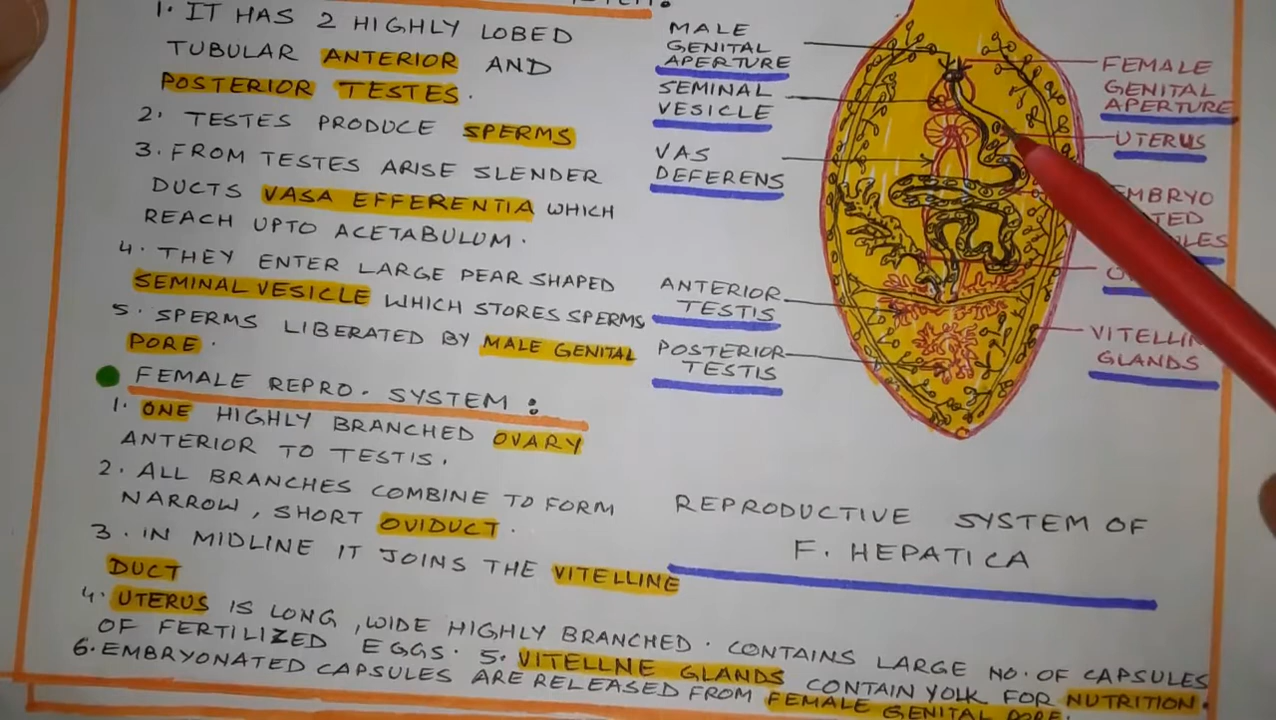 1. IT HAS 2 HIGHLY LOBED
TUBULAR ANTERIOR AND
POSTERIOR TESTES.
2. TESTES PRODUCE SPERMS
3. FROM TESTES ARISE SLENDER
DUCTS VASA EFFERENTIA WHICH
REACH UPTO ACETABULUM.
4. THEY ENTER LARGE PEAR SHAPED
SEMINAL VESICLE WHICH STORES SPERMS
5. SPERMS LIBERATED BY MALE GENITAL
PORE.
FEMALE REPRO. SYSTEM:
1. ONE HIGHLY BRANCHED OVARY
ANTERIOR TO TESTIS.
2. ALL BRANCHES COMBINE TO FORM
NARROW, SHORT OVIDUCT.
3. IN MIDLINE IT JOINS THE VITELLINE
DUCT
4. UTERUS IS LONG, WIDE HIGHLY BRANCHED. CONTAINS LARGE NO. OF CAPSULES
OF FERTILIZED EGGS. 5. VITELLNE GLANDS CONTAIN YOLK FOR NUTRITION.
6. EMBRYONATED CAPSULES ARE RELEASED FROM FEMALE GENITAL PORE.
MALE
GENITAL
APERTURE
SEMINAL
VESICLE
VAS
DEFERENS
ANTERIOR
TESTIS
POSTERIOR
TESTIS
FEMALE
GENITAL
APERTURE
UTERUS
VITELLIN
GLANDS
REPRODUCTIVE SYSTEM OF
F. HEPATICA